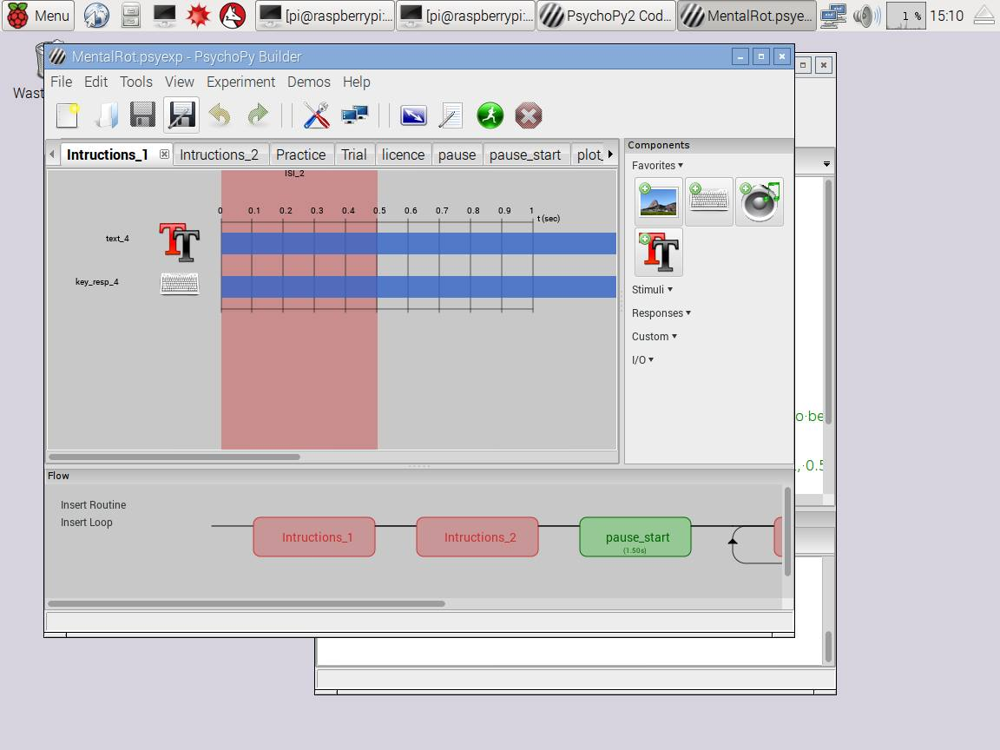 Menu
[pi@raspberrypi:...
[pi@raspberrypi:...
PsychoPy2 Cod...
MentalRot.psye...
1 %
15:10
Wast
MentalRot.psyexp - PsychoPy Builder
File Edit Tools View Experiment Demos Help
Intructions_1 Intructions_2 Practice Trial licence pause pause_start plot_
Components
Favorites
Stimuli
Responses
Custom
I/O
ISI_2
0 0.1 0.2 0.3 0.4 0.5 0.6 0.7 0.8 0.9 1 t (sec)
text_4
key_resp_4
o·be
,·0.5
Flow
Insert Routine
Insert Loop
Intructions_1
Intructions_2
pause_start
(1.50s)